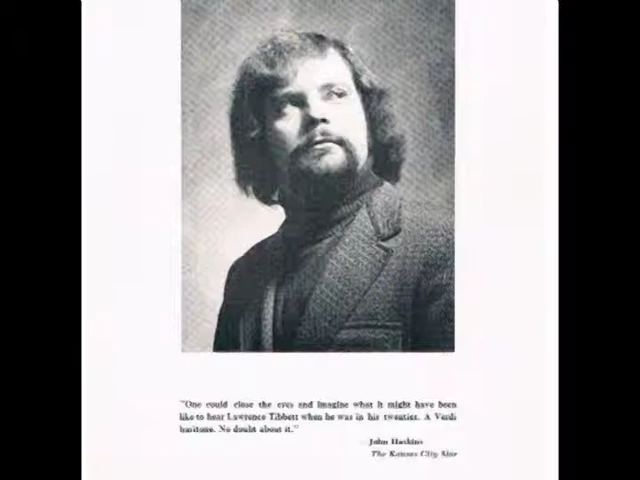 "One could close the eyes and imagine what it might have been
like to hear Lawrence Tibbett when he was in his twenties. A Verdi
baritone. No doubt about it."
John Haskins
The Kansas City Star